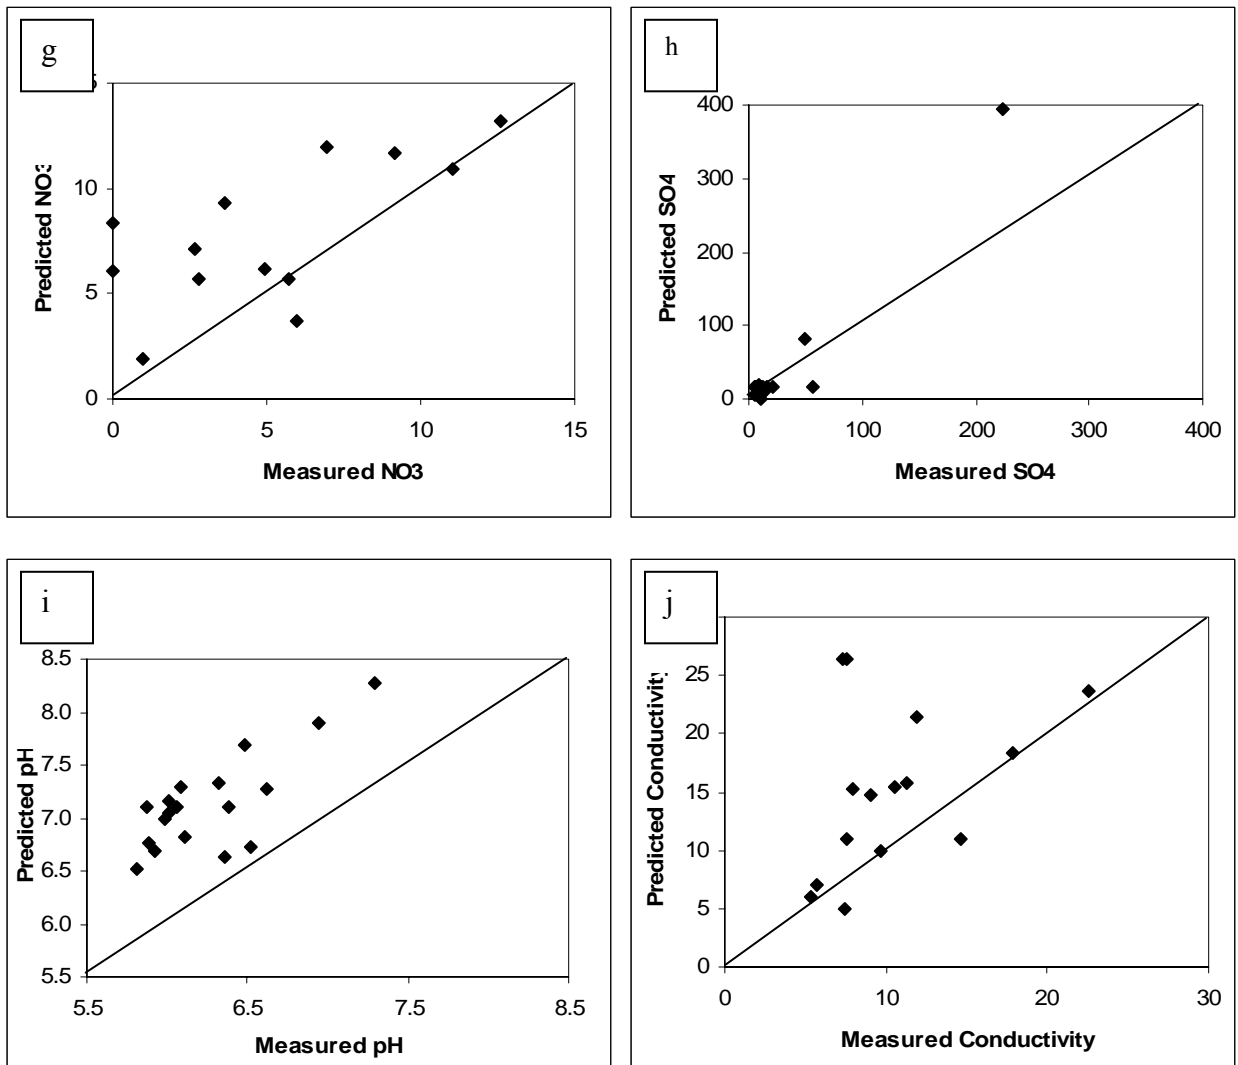 g
5
10
5
0
0 5 10 15
Predicted NO3
Measured NO3
h
400
300
200
100
0
0 100 200 300 400
Predicted SO4
Measured SO4
i
8.5
8.0
7.5
7.0
6.5
6.0
5.5
5.5 6.5 7.5 8.5
Predicted pH
Measured pH
j
25
20
15
10
5
0
0 10 20 30
Predicted Conductivity
Measured Conductivity